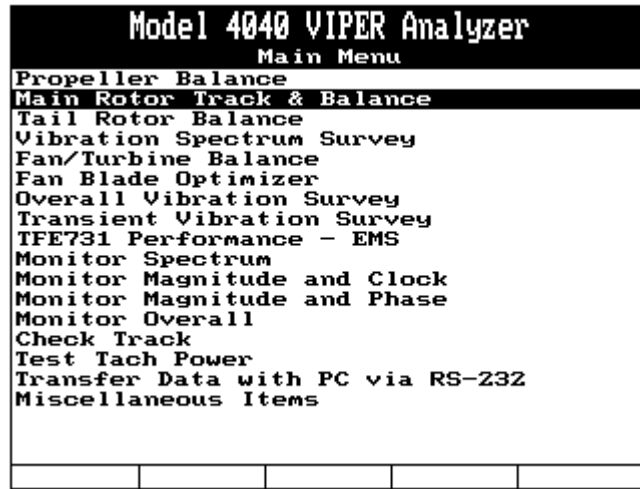 Model 4040 VIPER Analyzer
Main Menu
Propeller Balance
Main Rotor Track & Balance
Tail Rotor Balance
Vibration Spectrum Survey
Fan/Turbine Balance
Fan Blade Optimizer
Overall Vibration Survey
Transient Vibration Survey
TFE731 Performance - EMS
Monitor Spectrum
Monitor Magnitude and Clock
Monitor Magnitude and Phase
Monitor Overall
Check Track
Test Tach Power
Transfer Data with PC via RS-232
Miscellaneous Items